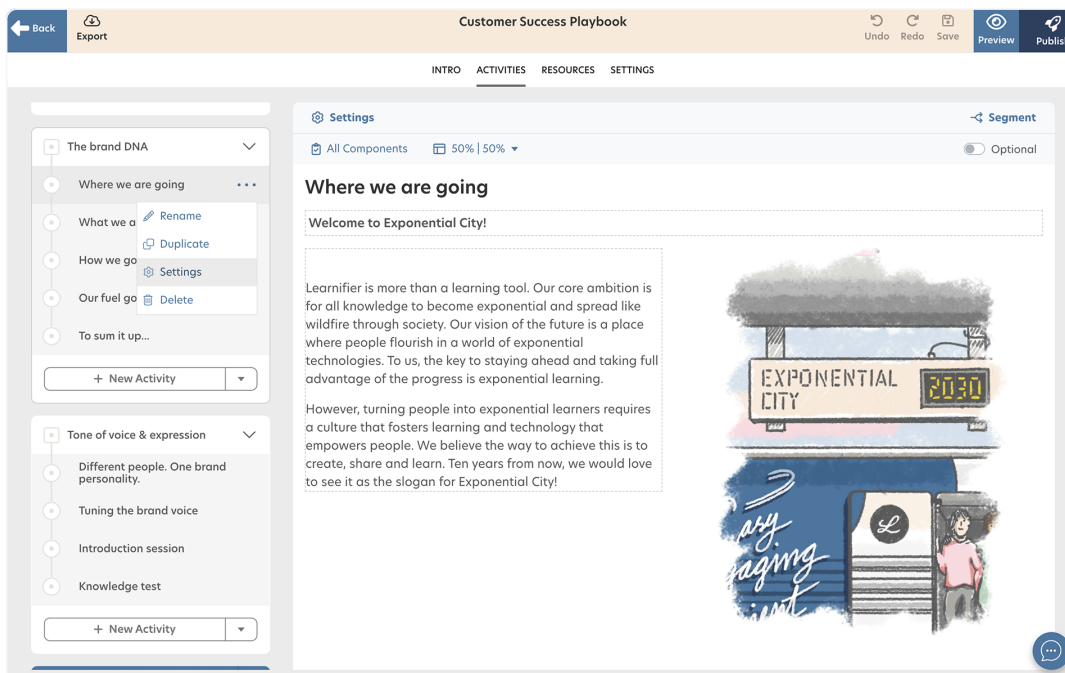 Back
Export
Customer Success Playbook
Undo
Redo
Save
Preview
Publis
INTRO
ACTIVITIES
RESOURCES
SETTINGS
The brand DNA
Where we are going
What we a
How we go
Our fuel go
To sum it up...
Rename
Duplicate
Settings
Delete
+ New Activity
Tone of voice & expression
Different people. One brand
personality.
Tuning the brand voice
Introduction session
Knowledge test
+ New Activity
Settings
Segment
All Components
50% | 50%
Optional
Where we are going
Welcome to Exponential City!
Learnifier is more than a learning tool. Our core ambition is
for all knowledge to become exponential and spread like
wildfire through society. Our vision of the future is a place
where people flourish in a world of exponential
technologies. To us, the key to staying ahead and taking full
advantage of the progress is exponential learning.
However, turning people into exponential learners requires
a culture that fosters learning and technology that
empowers people. We believe the way to achieve this is to
create, share and learn. Ten years from now, we would love
to see it as the slogan for Exponential City!
EXPONENTIAL
CITY
2030
L